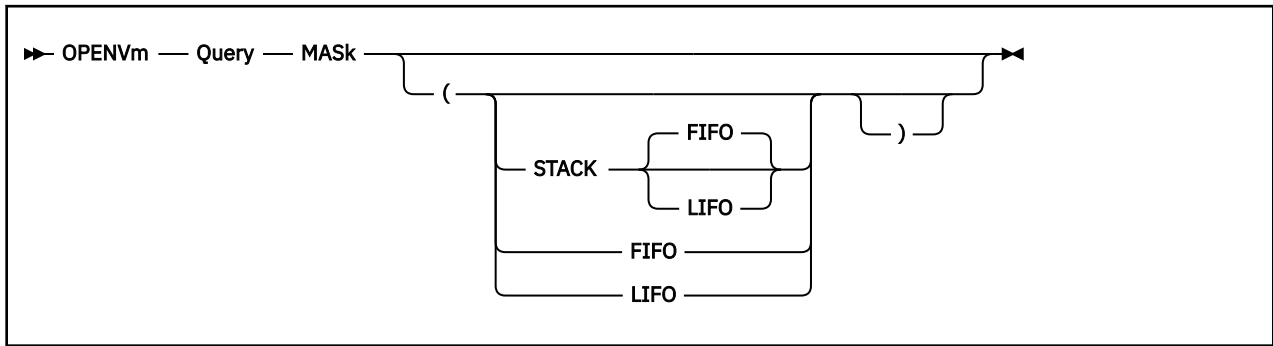 OPENVm Query MASk
(
)
FIFO
STACK
LIFO
FIFO
LIFO